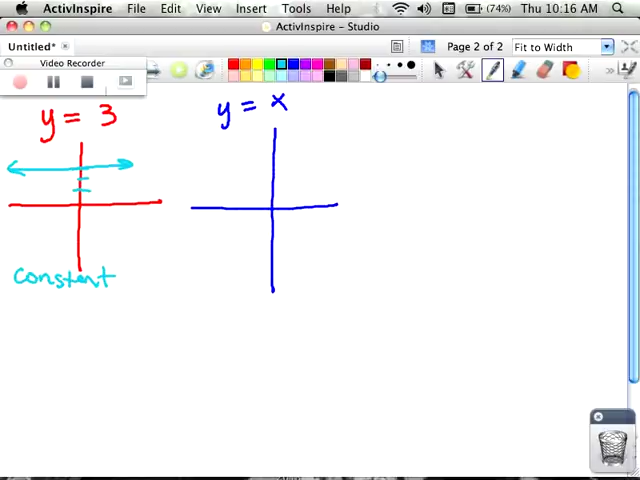 ActivInspire File Edit View Insert Tools Help (74%) Thu 10:16 AM
ActivInspire - Studio
Untitled*
Page 2 of 2
Fit to Width
Video Recorder
y = 3
y = x
constant